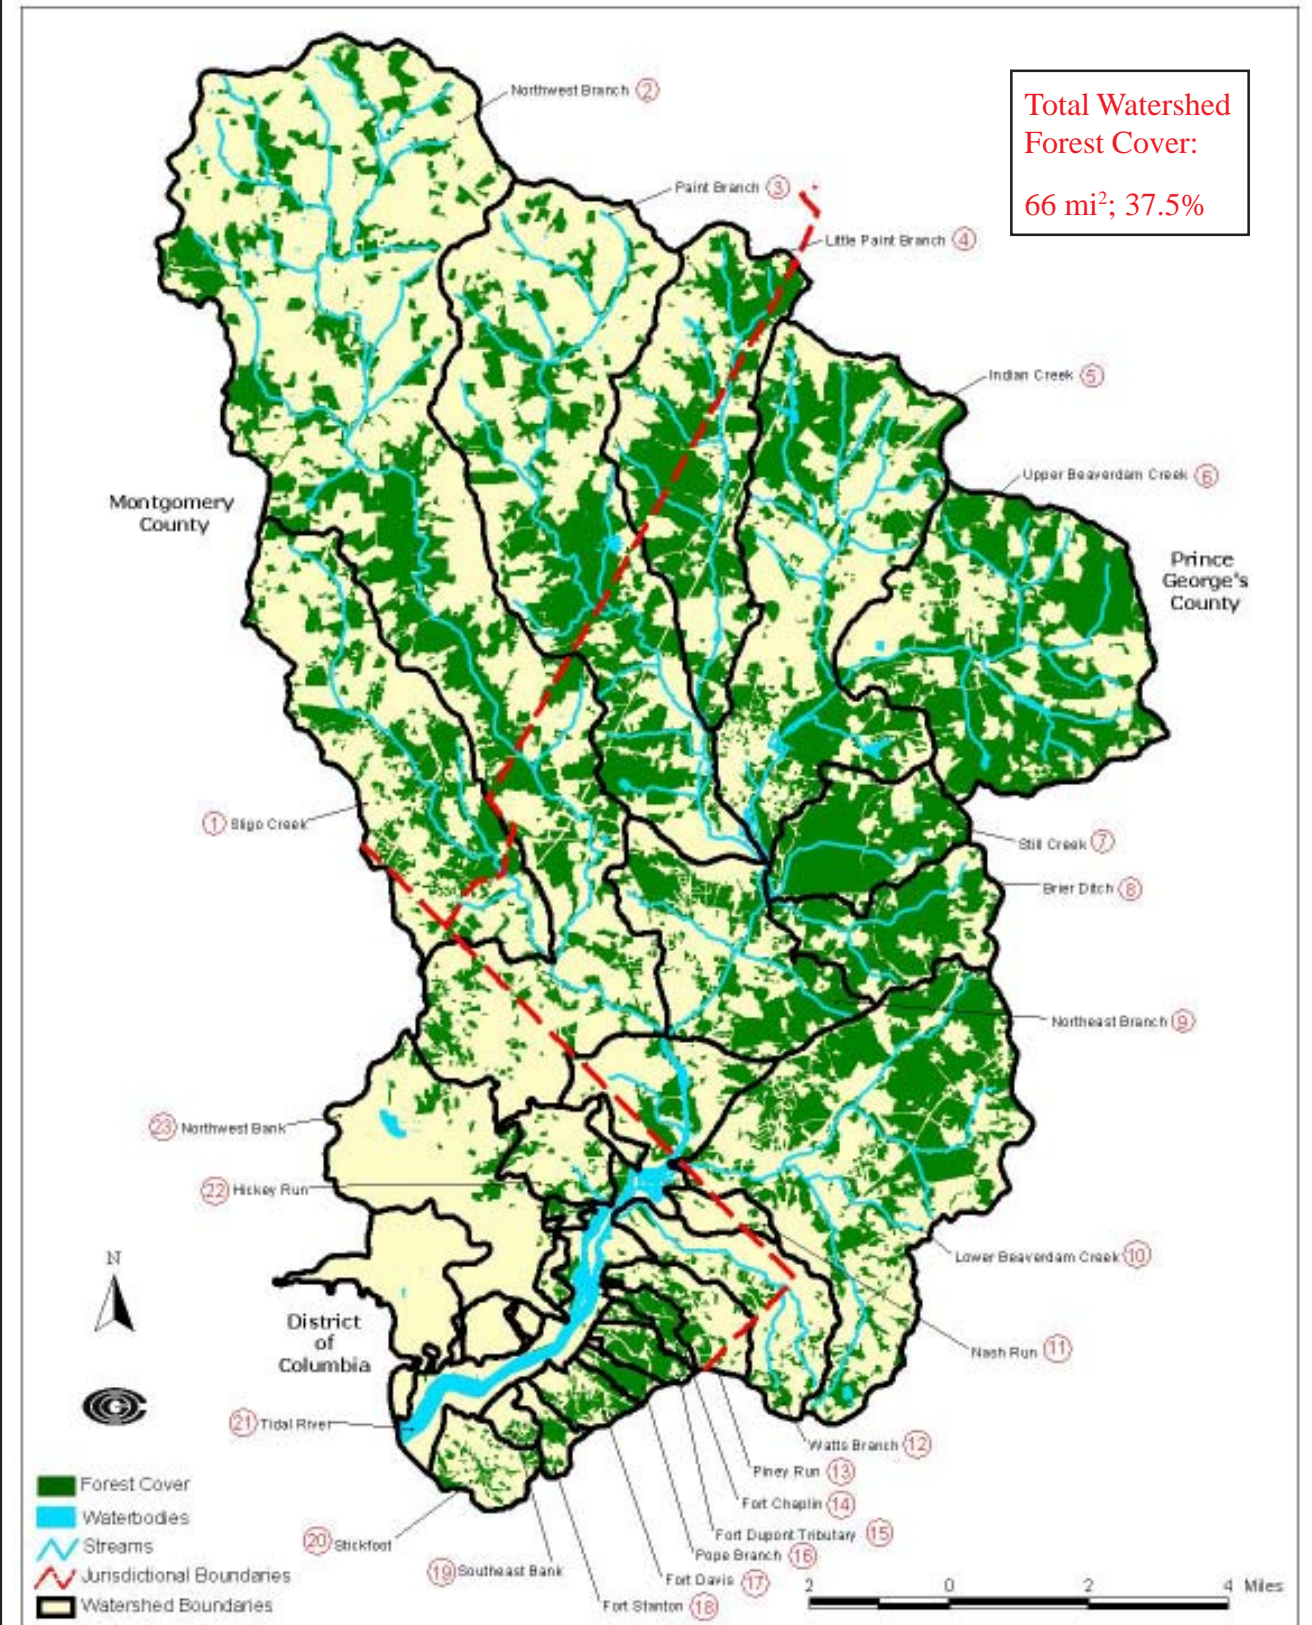 Northwest Branch 2
Total Watershed
Forest Cover:
66 mi²; 37.5%
Paint Branch 3
Little Paint Branch 4
Indian Creek 5
Upper Beaverdam Creek 6
Montgomery
County
Prince
George's
County
1 Sligo Creek
Still Creek 7
Brier Ditch 8
Northeast Branch 9
23 Northwest Bank
22 Hickey Run
Lower Beaverdam Creek 10
N
District
of
Columbia
Nash Run 11
21 Tidal River
Watts Branch 12
Piney Run 13
Fort Chaplin 14
Fort Dupont Tributary 15
Pope Branch 16
Fort Davis 17
Fort Stanton 18
19 Southeast Bank
20 Stickfoot
Forest Cover
Waterbodies
Streams
Jurisdictional Boundaries
Watershed Boundaries
2 0 2 4 Miles